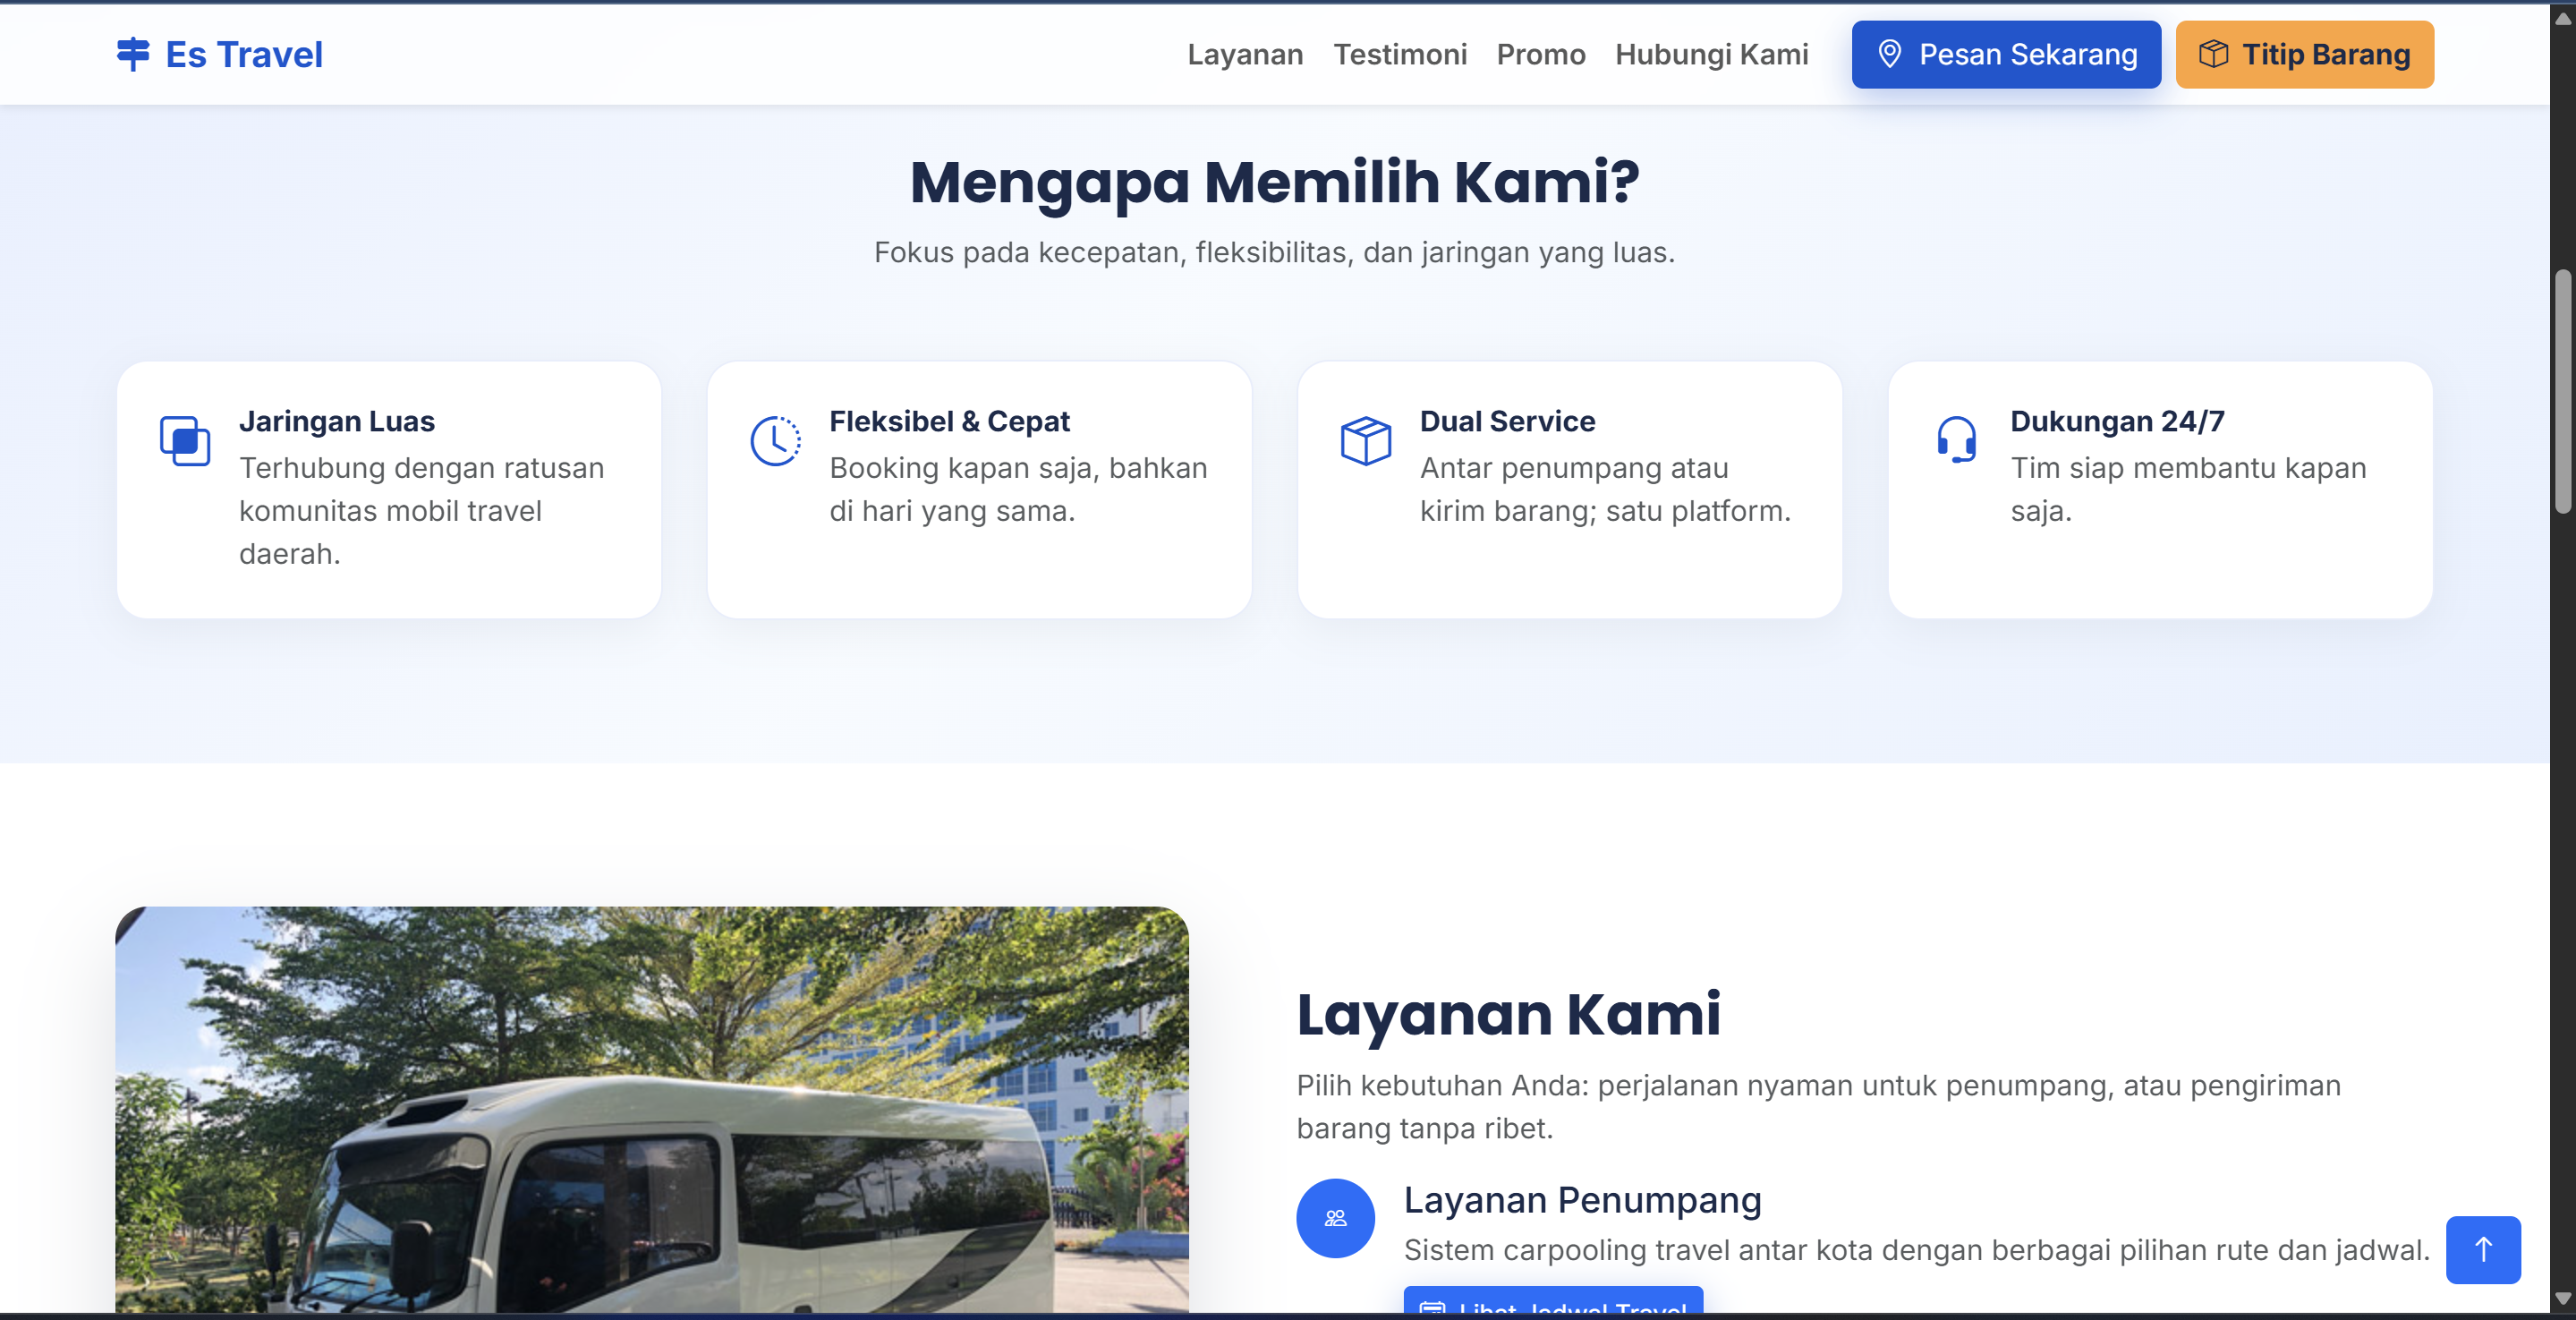 Es Travel
Layanan
Testimoni
Promo
Hubungi Kami
Pesan Sekarang
Titip Barang
Mengapa Memilih Kami?
Fokus pada kecepatan, fleksibilitas, dan jaringan yang luas.
Jaringan Luas
Terhubung dengan ratusan
komunitas mobil travel
daerah.
Fleksibel & Cepat
Booking kapan saja, bahkan
di hari yang sama.
Dual Service
Antar penumpang atau
kirim barang; satu platform.
Dukungan 24/7
Tim siap membantu kapan
saja.
Layanan Kami
Pilih kebutuhan Anda: perjalanan nyaman untuk penumpang, atau pengiriman
barang tanpa ribet.
Layanan Penumpang
Sistem carpooling travel antar kota dengan berbagai pilihan rute dan jadwal.
Lihat Jadwal Travel